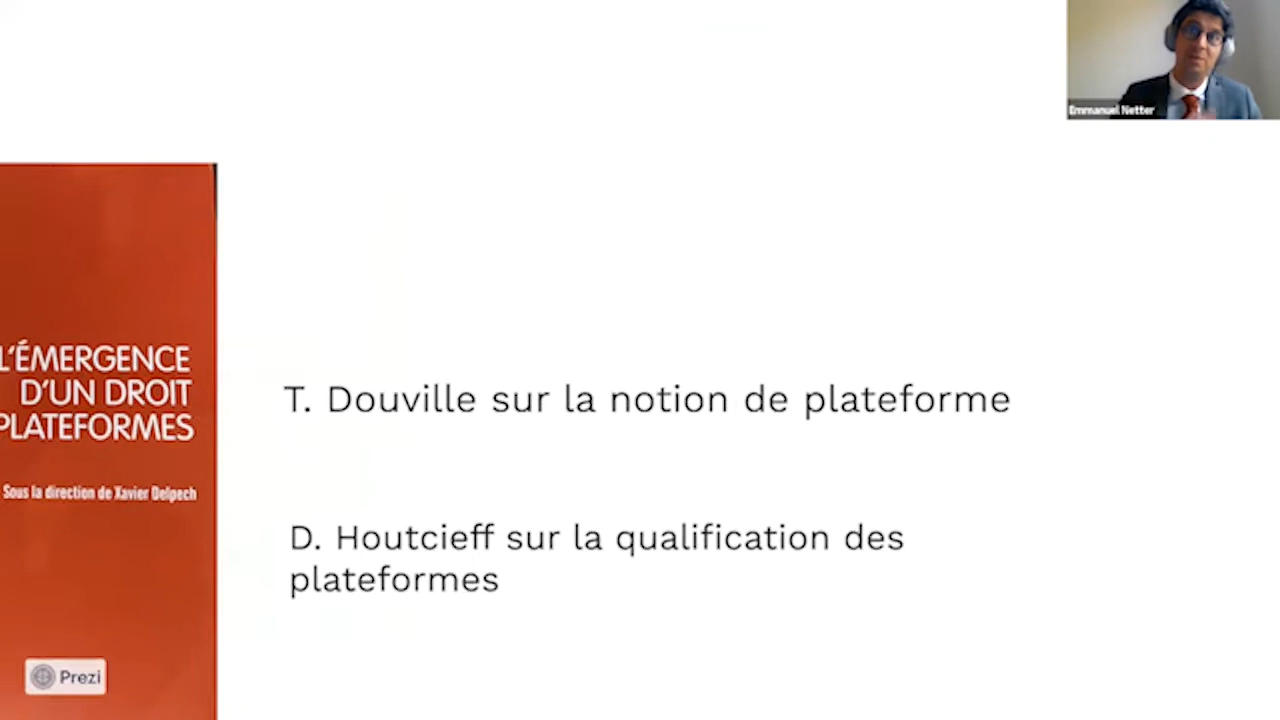 Emmanuel Netter
L'ÉMERGENCE
D'UN DROIT
PLATEFORMES
Sous la direction de Xavier Delpech
T. Douville sur la notion de plateforme
D. Houtcieff sur la qualification des
plateformes
Prezi